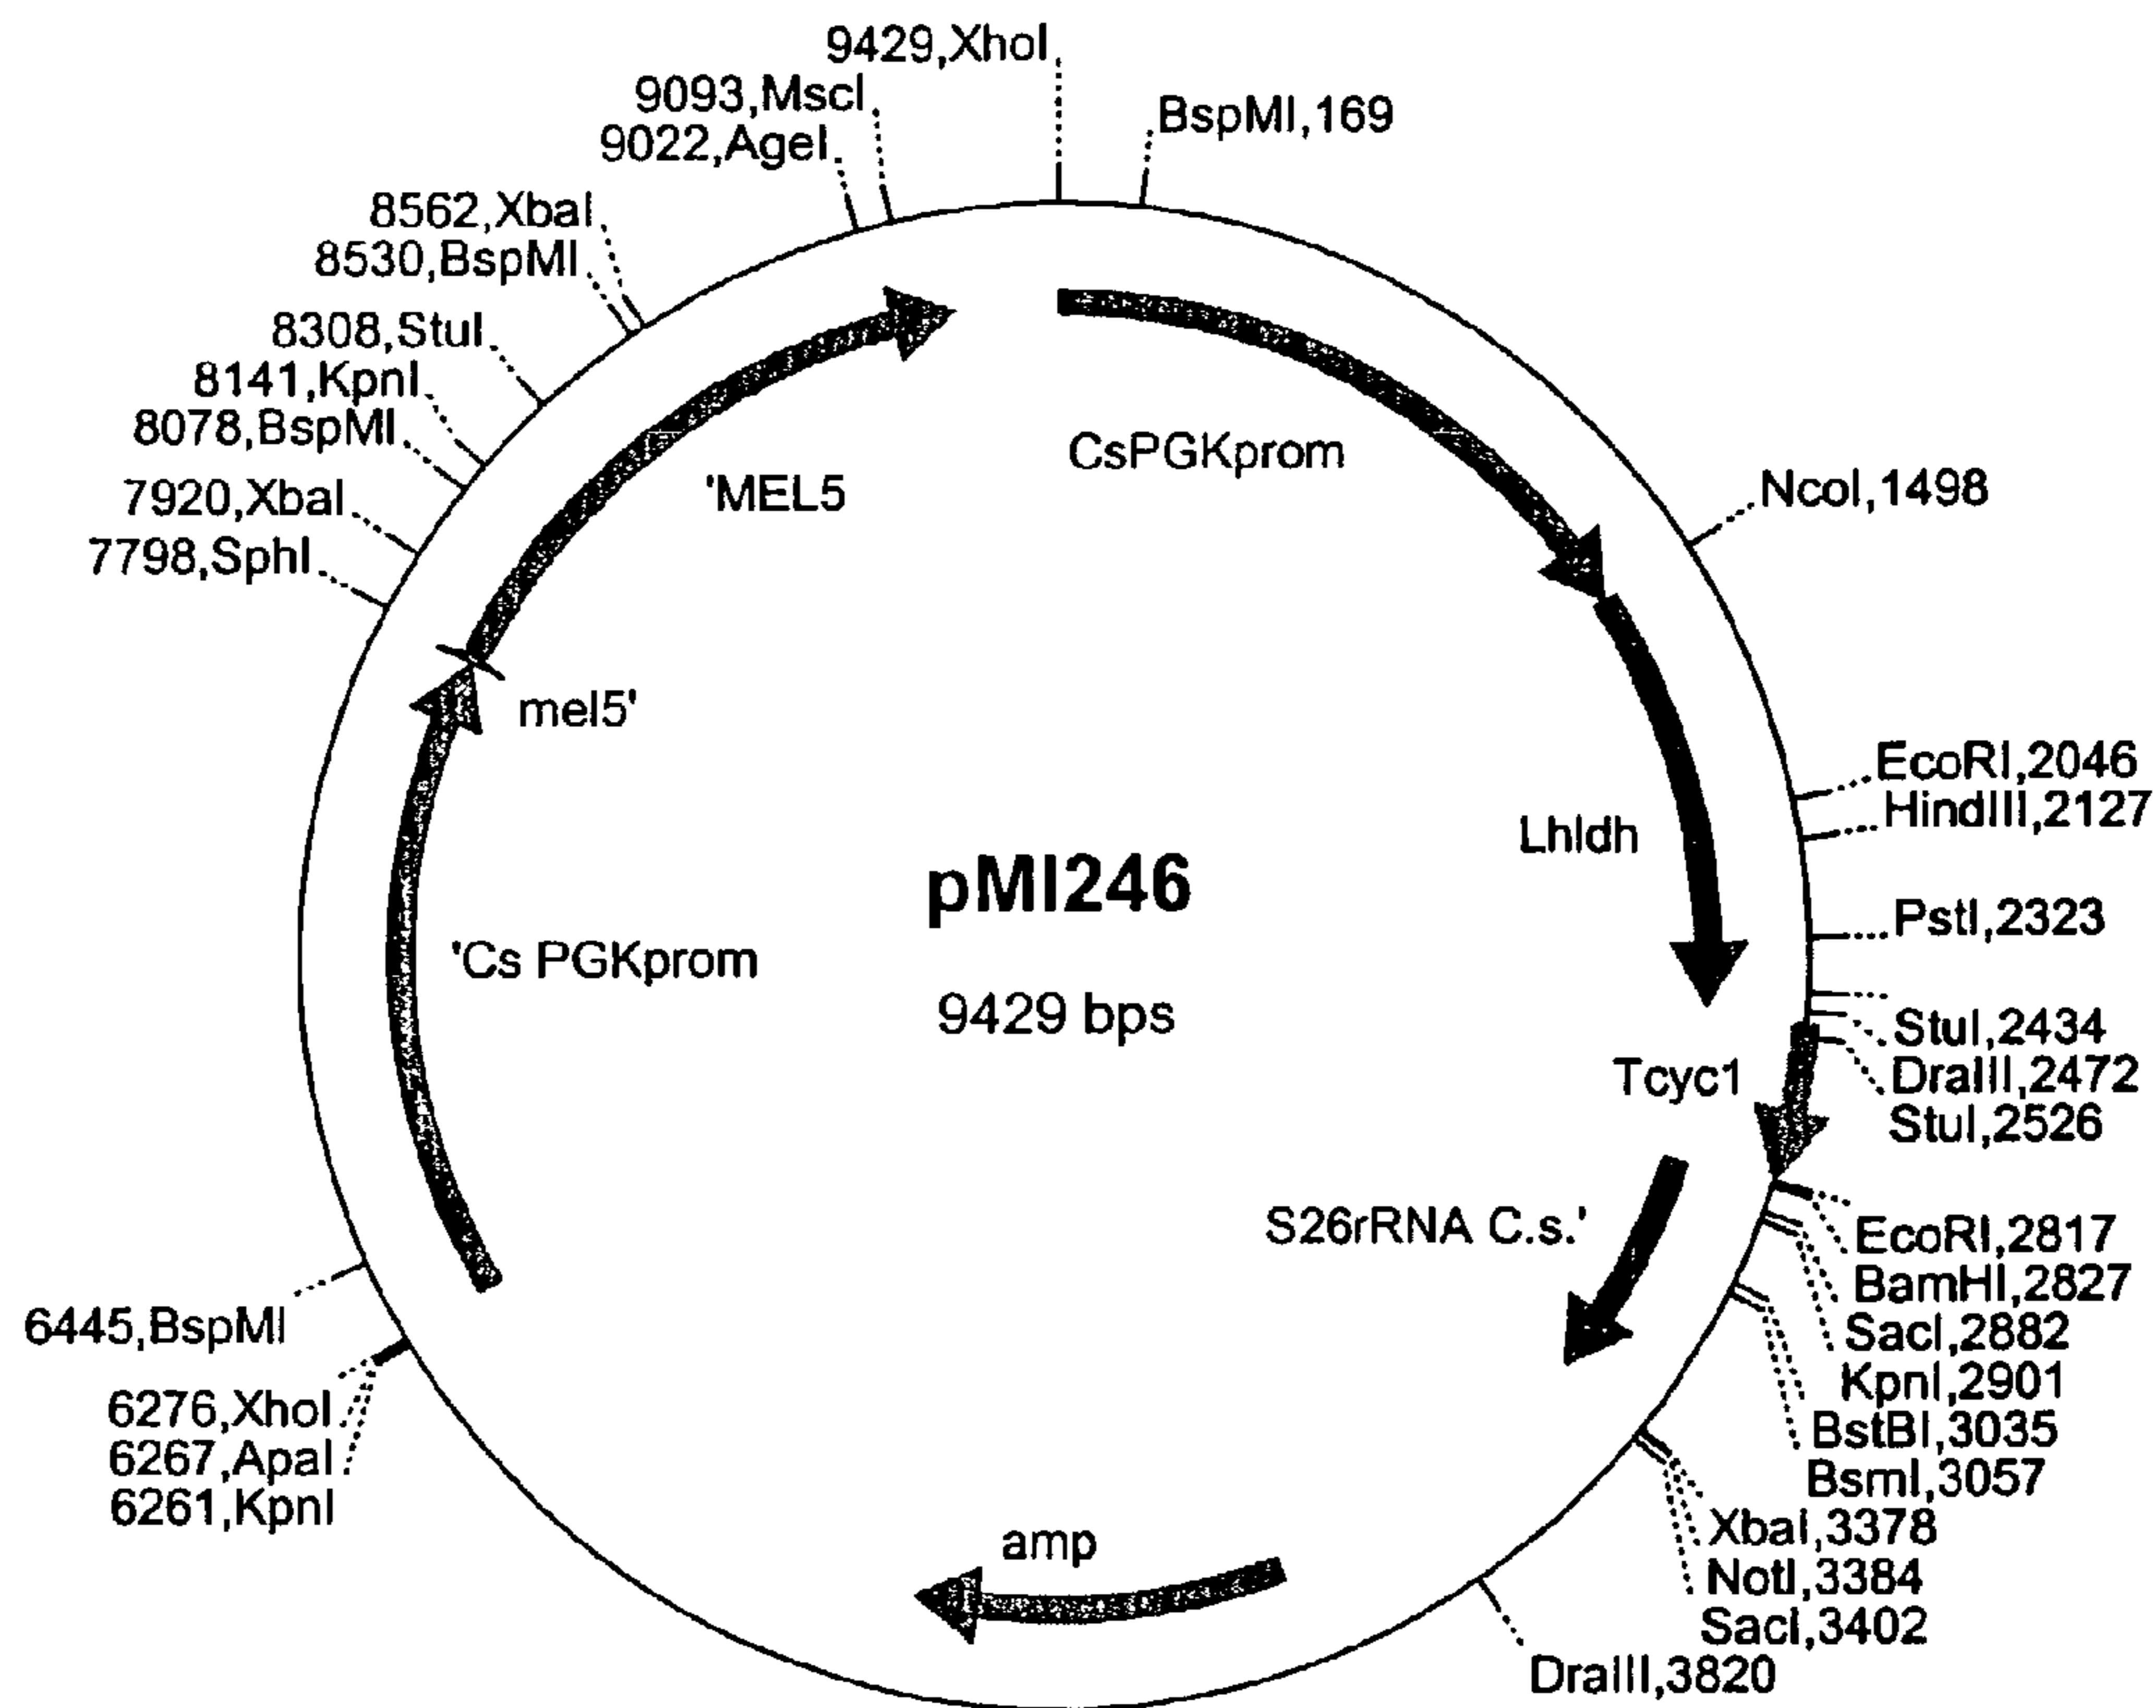 9429,XhoI
9093,MscI
9022,AgeI
BspMI,169
8562,XbaI
8530,BspMI
8308,StuI
8141,KpnI
8078,BspMI
7920,XbaI
7798,SphI
CsPGKprom
'MEL5
NcoI,1498
mel5'
EcoRI,2046
HindIII,2127
Lhldh
pMI246
PstI,2323
'Cs PGKprom
9429 bps
StuI,2434
Tcyc1
DraIII,2472
StuI,2526
S26rRNA C.s.'
EcoRI,2817
BamHI,2827
SacI,2882
KpnI,2901
BstBI,3035
BsmI,3057
6445,BspMI
6276,XhoI
6267,ApaI
6261,KpnI
XbaI,3378
NotI,3384
SacI,3402
amp
DraIII,3820